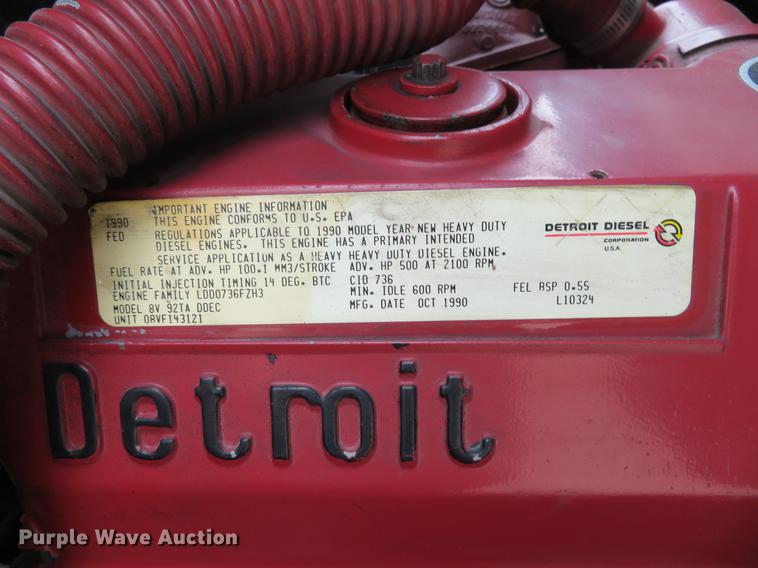 IMPORTANT ENGINE INFORMATION
1990 THIS ENGINE CONFORMS TO U.S. EPA
FED REGULATIONS APPLICABLE TO 1990 MODEL YEAR NEW HEAVY DUTY
DIESEL ENGINES. THIS ENGINE HAS A PRIMARY INTENDED
SERVICE APPLICATION AS A HEAVY HEAVY DUTY DIESEL ENGINE.
FUEL RATE AT ADV. HP 100.1 MM3/STROKE ADV. HP 500 AT 2100 RPM
INITIAL INJECTION TIMING 14 DEG. BTC CID 736 FEL RSP 0.55
ENGINE FAMILY LDD0736FZH3 MIN. IDLE 600 RPM L10324
MODEL 8V 92TA DDEC MFG. DATE OCT 1990
UNIT 08VF143121
DETROIT DIESEL
CORPORATION
U.S.A.
Detroit
Purple Wave Auction